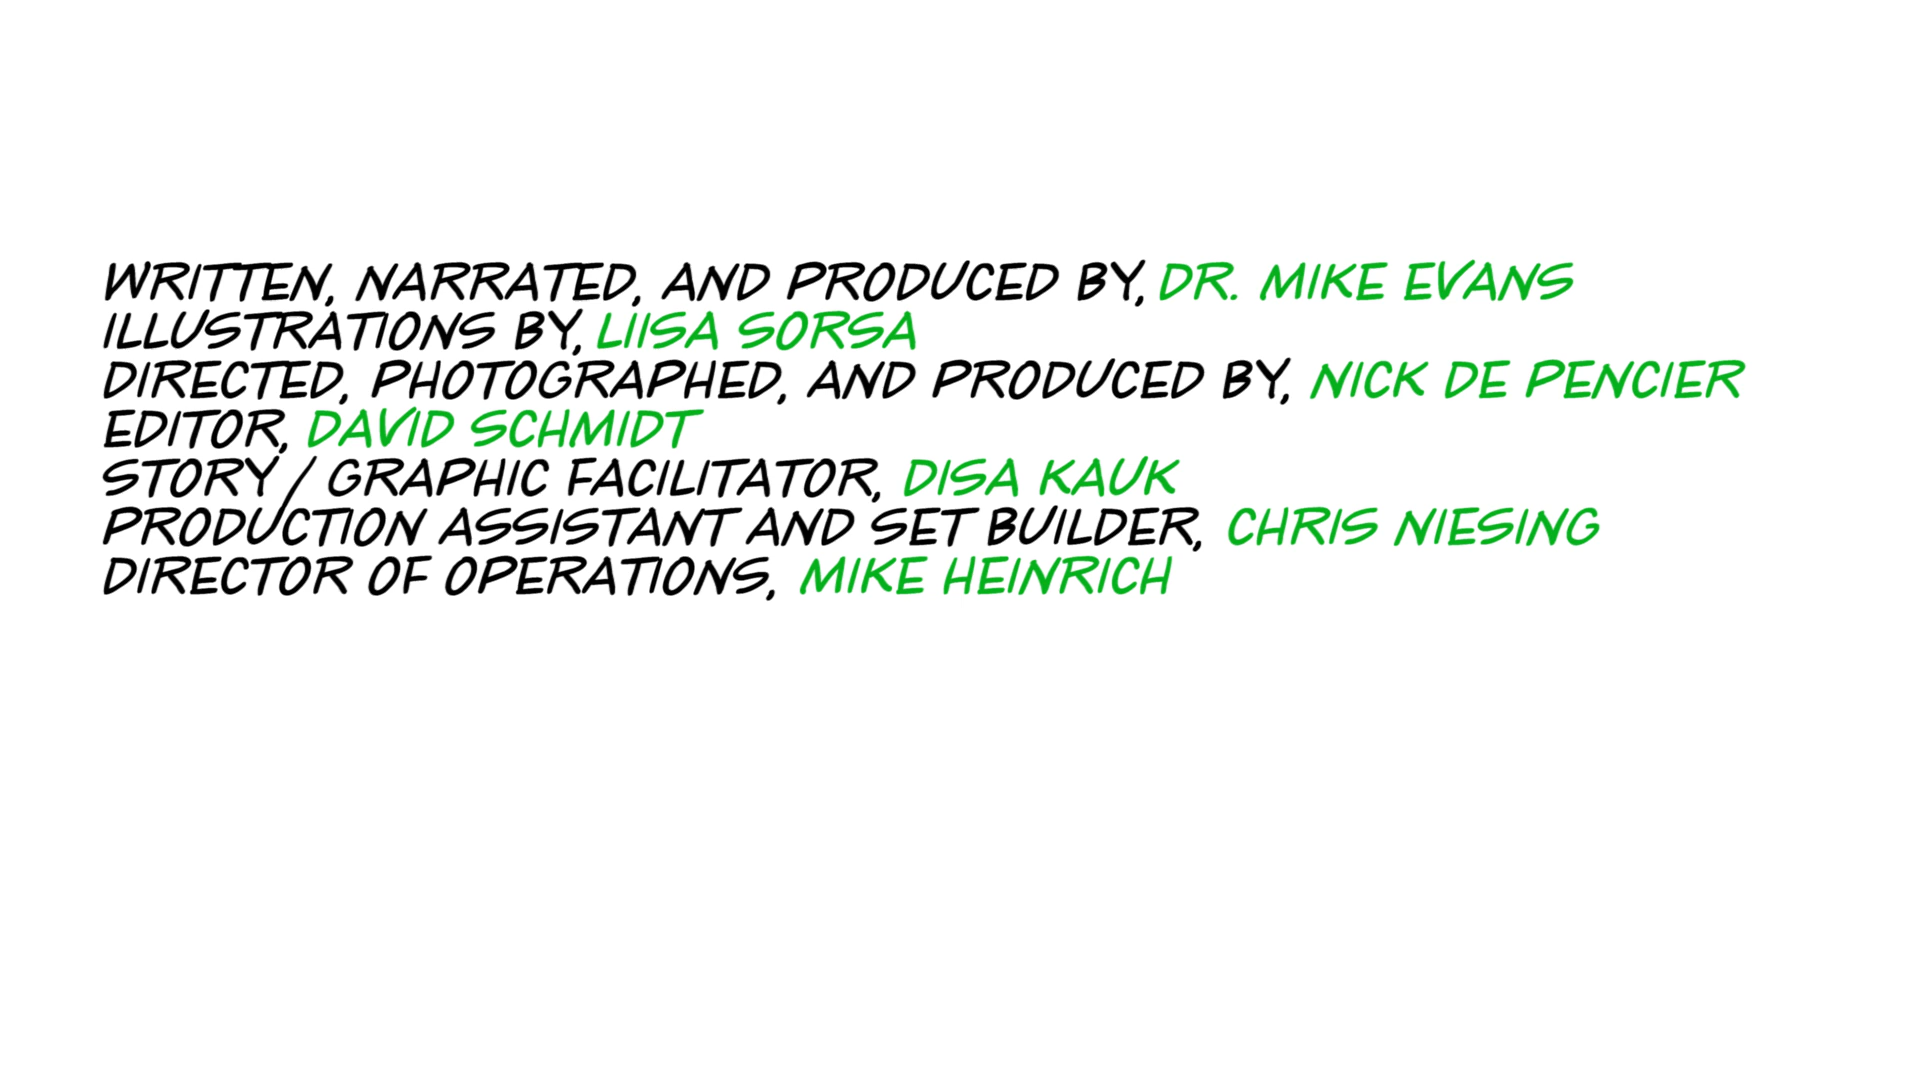 WRITTEN, NARRATED, AND PRODUCED BY, DR. MIKE EVANS
ILLUSTRATIONS BY, LIISA SORSA
DIRECTED, PHOTOGRAPHED, AND PRODUCED BY, NICK DE PENCIER
EDITOR, DAVID SCHMIDT
STORY / GRAPHIC FACILITATOR, DISA KAUK
PRODUCTION ASSISTANT AND SET BUILDER, CHRIS NIESING
DIRECTOR OF OPERATIONS, MIKE HEINRICH